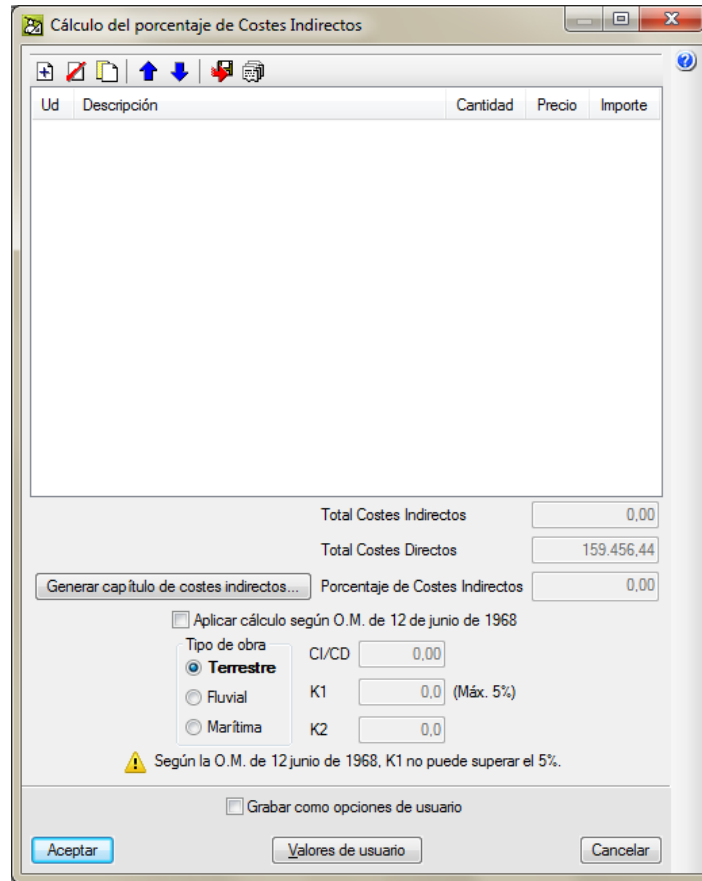 Cálculo del porcentaje de Costes Indirectos
Ud Descripción Cantidad Precio Importe
Total Costes Indirectos 0,00
Total Costes Directos 159.456,44
Generar capítulo de costes indirectos... Porcentaje de Costes Indirectos 0,00
Aplicar cálculo según O.M. de 12 de junio de 1968
Tipo de obra
Terrestre
Fluvial
Marítima
CI/CD 0,00
K1 0,0 (Máx. 5%)
K2 0,0
Según la O.M. de 12 junio de 1968, K1 no puede superar el 5%.
Grabar como opciones de usuario
Aceptar Valores de usuario Cancelar